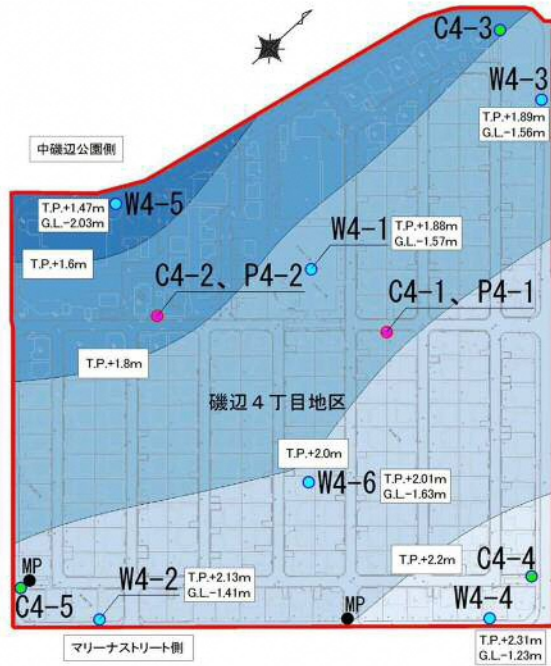 C4-3
W4-3
T.P.+1.89m
G.L.-1.56m
中磯辺公園側
T.P.+1.47m
G.L.-2.03m
W4-5
W4-1
T.P.+1.88m
G.L.-1.57m
T.P.+1.6m
C4-2、P4-2
C4-1、P4-1
T.P.+1.8m
磯辺4丁目地区
T.P.+2.0m
W4-6
T.P.+2.01m
G.L.-1.63m
T.P.+2.2m
C4-4
MP
C4-5
W4-2
T.P.+2.13m
G.L.-1.41m
MP
W4-4
マリーナストリート側
T.P.+2.31m
G.L.-1.23m